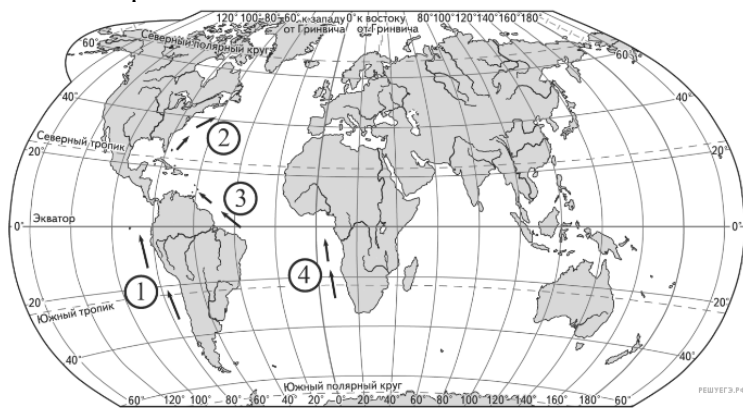 120° 100° 80° 60° к западу 0° к востоку 80° 100° 120° 140° 180°
от Гринвича от Гринвича
Северный полярный круг
60° 60°
40° 40°
②
Северный тропик
20° 20°
③
Экватор
0° 0°
④
①
20° 20°
Южный тропик
40° 40°
Южный полярный круг
60° 120 100 80 60 40 20 0 20 40 60 80 100 120 140 180 60°
РЕШУЕГЭ.РФ